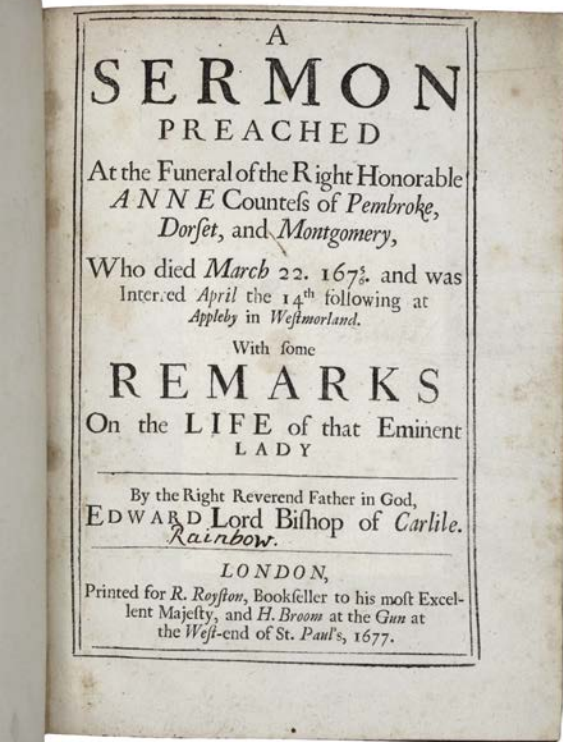 A
SERMON
PREACHED
At the Funeral of the Right Honorable
ANNE Counteſs of Pembroke,
Dorſet, and Montgomery,
Who died March 22. 167⅚. and was
Interred April the 14th following at
Appleby in Weſtmorland.
With ſome
REMARKS
On the LIFE of that Eminent
LADY
By the Right Reverend Father in God,
EDWARD Lord Biſhop of Carlile.
Rainbow.
LONDON,
Printed for R. Royſton, Bookſeller to his moſt Excel-
lent Majeſty, and H. Broom at the Gun at
the Weſt-end of St. Paul's, 1677.